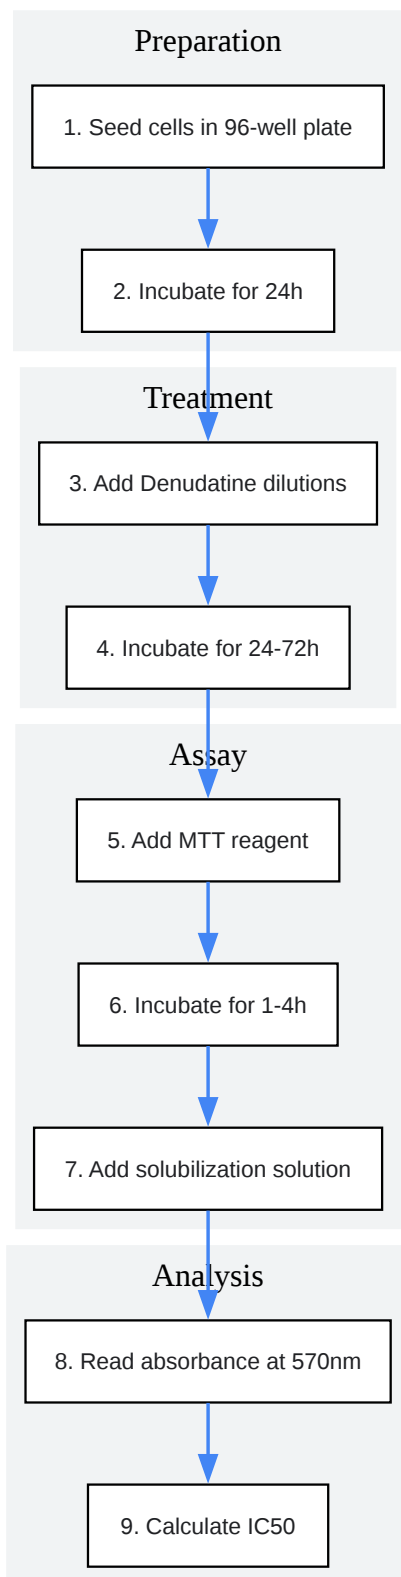 Preparation
1. Seed cells in 96-well plate
2. Incubate for 24h
Treatment
3. Add Denudatine dilutions
4. Incubate for 24-72h
Assay
5. Add MTT reagent
6. Incubate for 1-4h
7. Add solubilization solution
Analysis
8. Read absorbance at 570nm
9. Calculate IC50